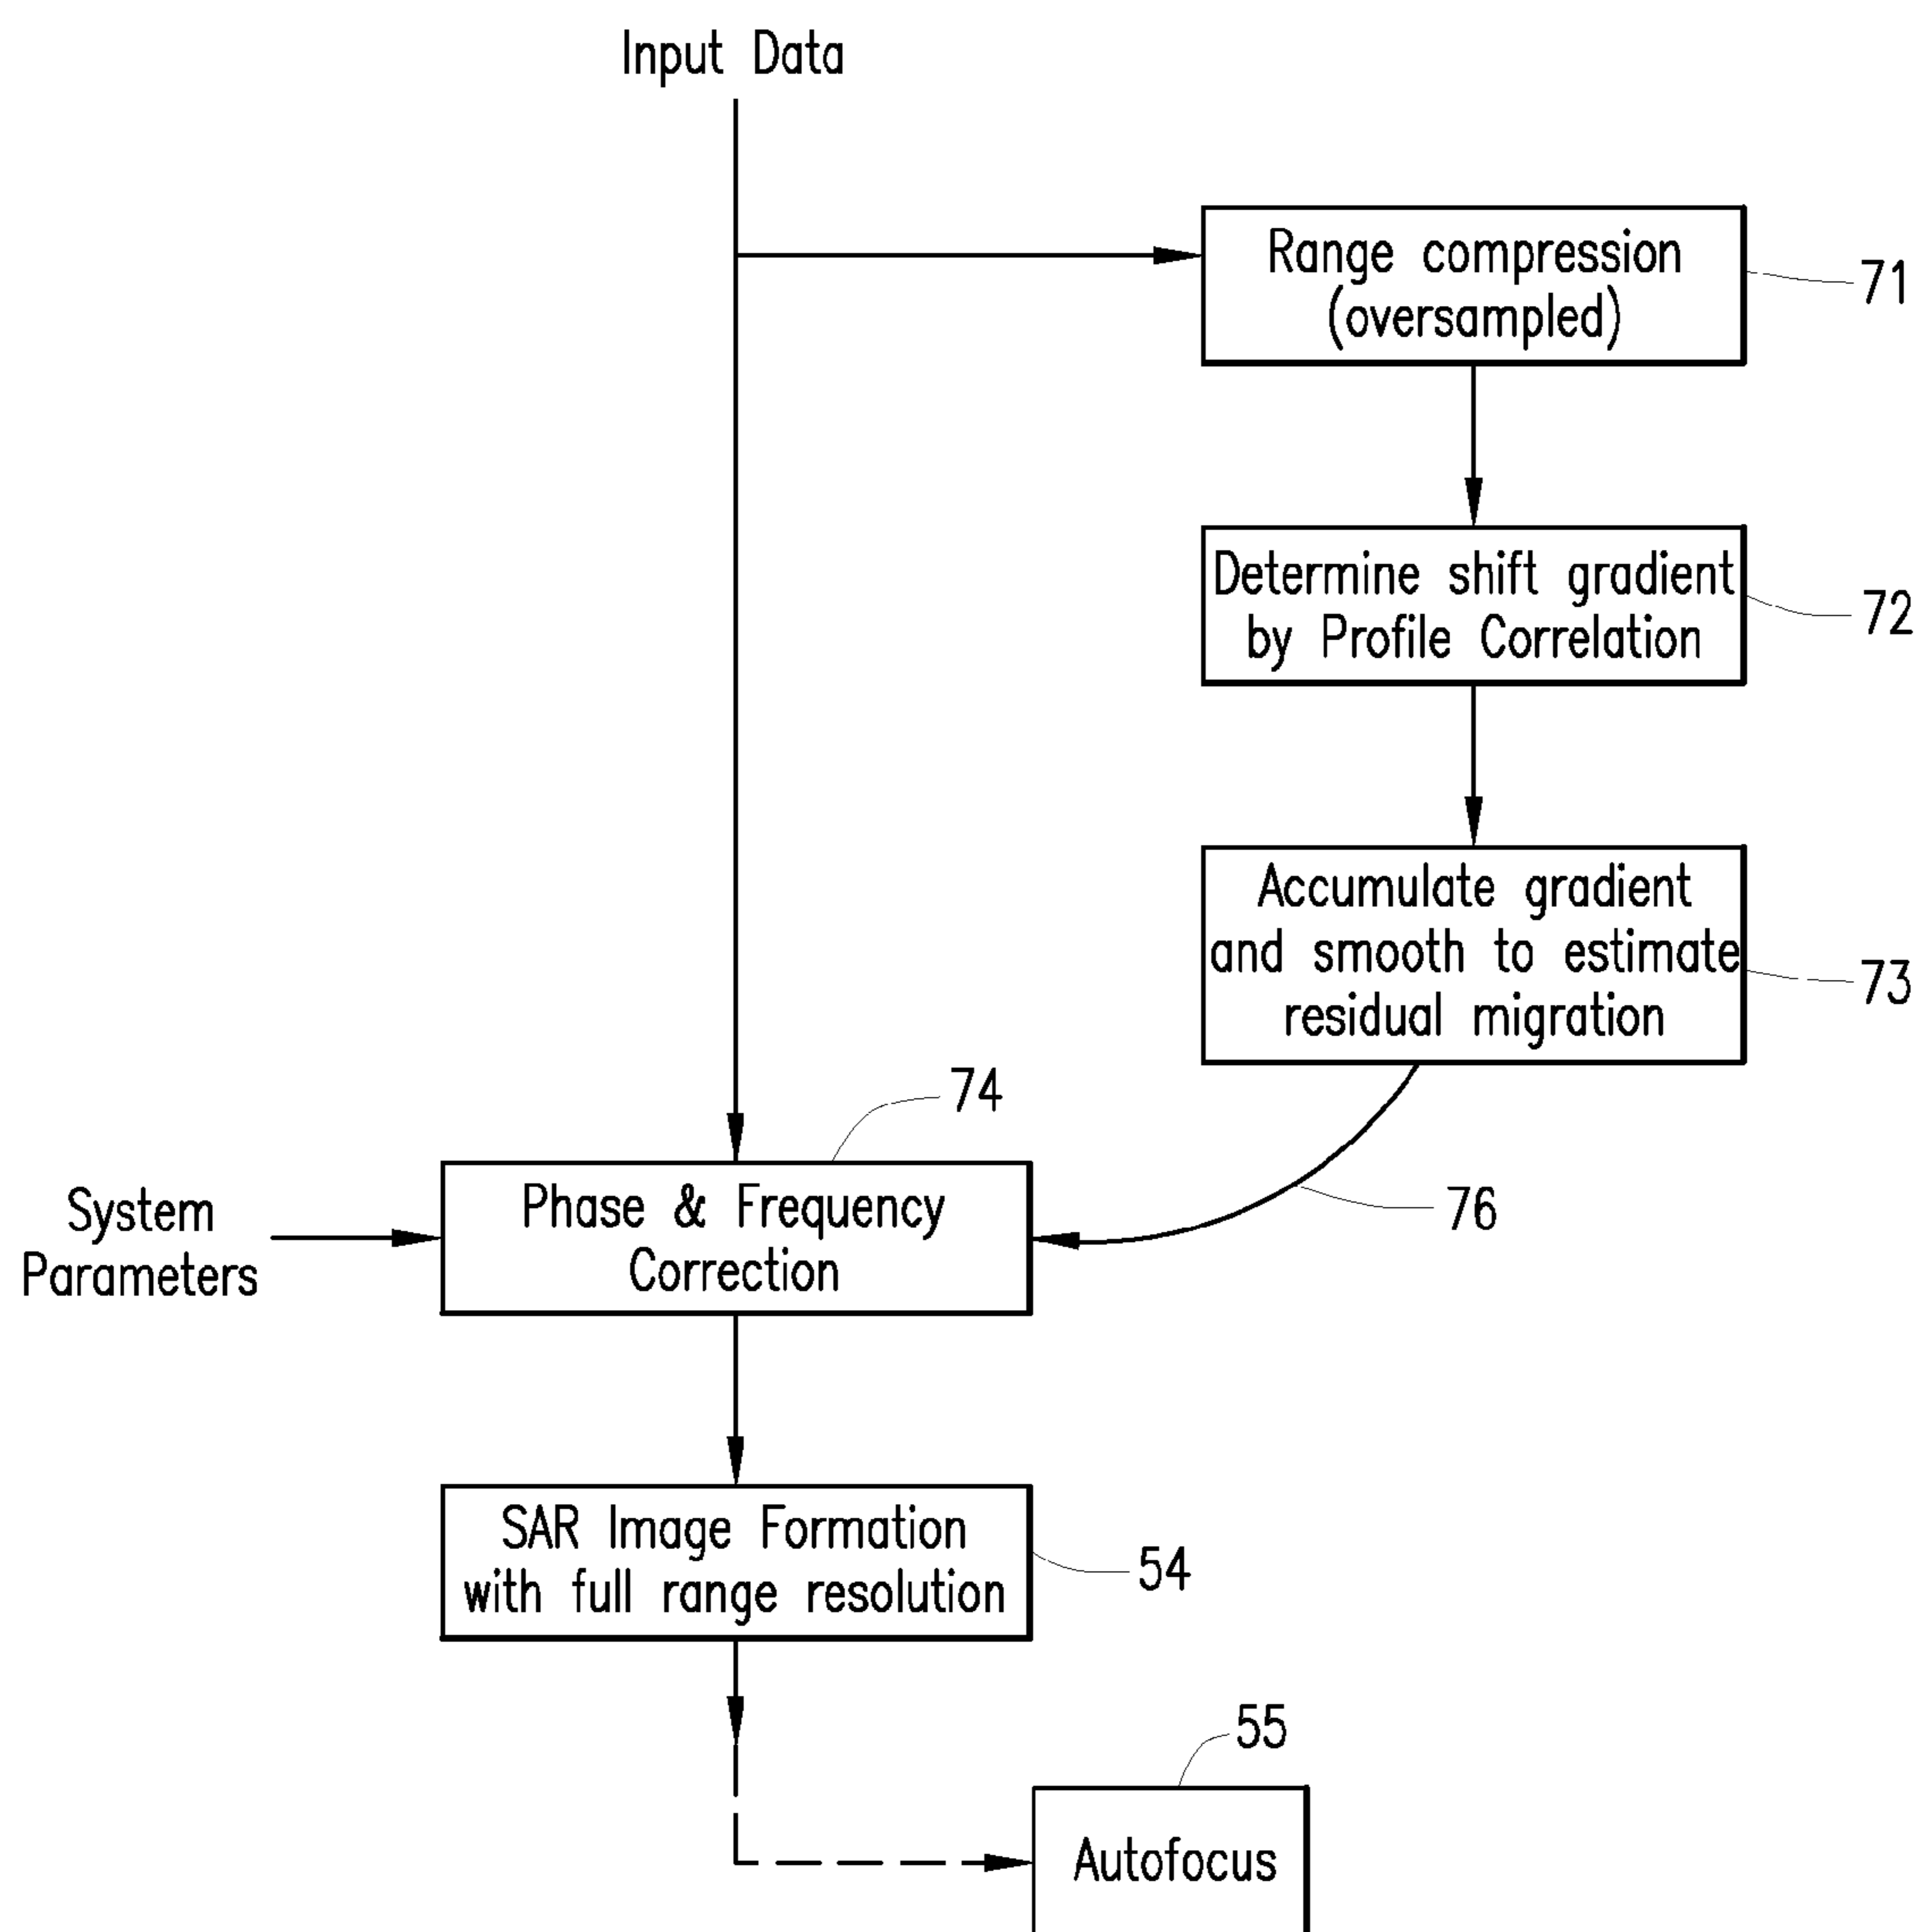 Input Data
Range compression
(oversampled)
71
Determine shift gradient
by Profile Correlation
72
Accumulate gradient
and smooth to estimate
residual migration
73
74
System
Parameters
Phase & Frequency
Correction
76
SAR Image Formation
with full range resolution
54
55
Autofocus